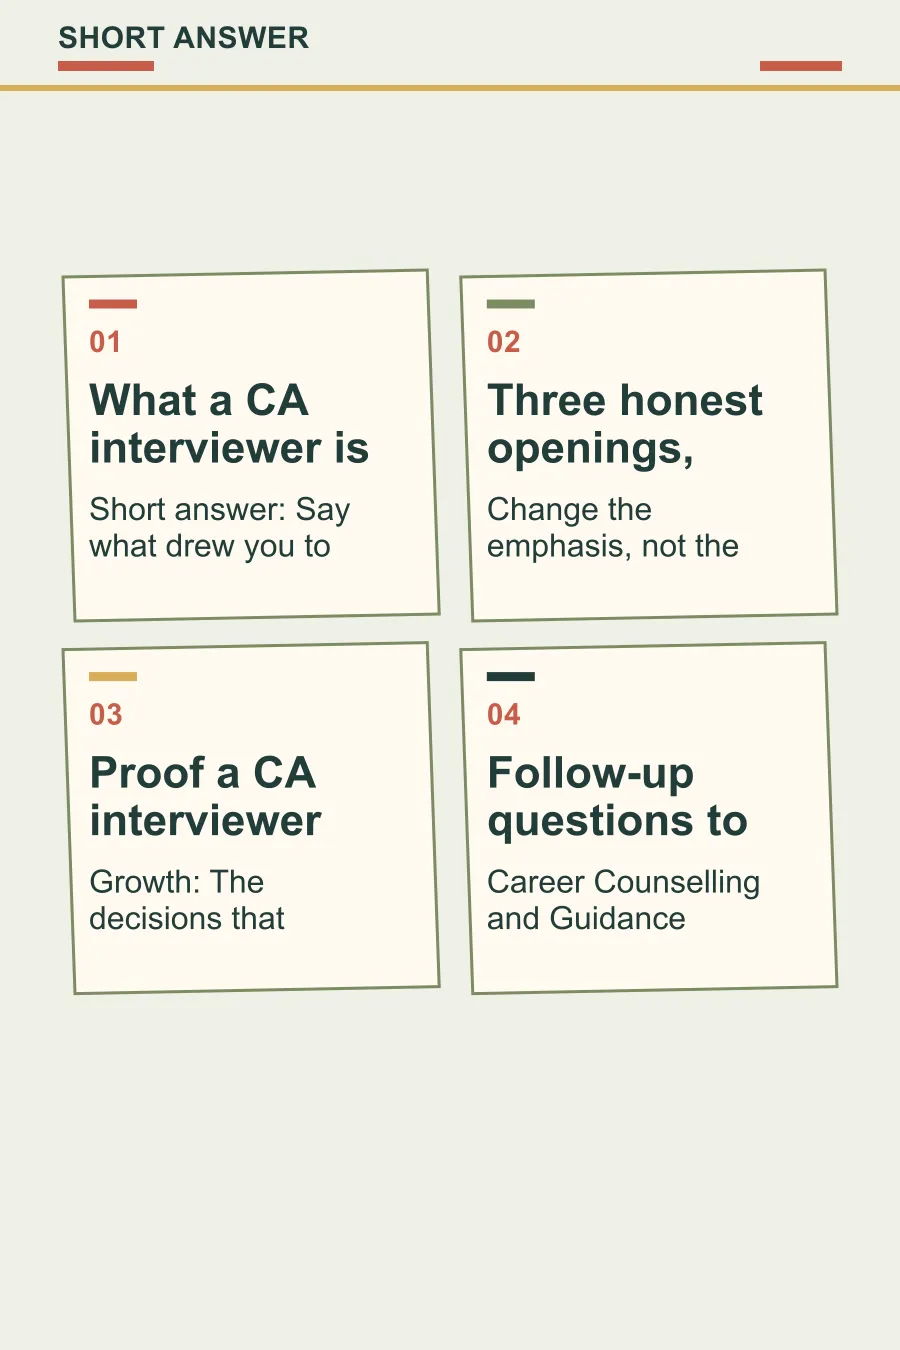 SHORT ANSWER
01
What a CA
interviewer is
Short answer: Say
what drew you to
02
Three honest
openings,
Change the
emphasis, not the
03
Proof a CA
interviewer
Growth: The
decisions that
04
Follow-up
questions to
Career Counselling
and Guidance